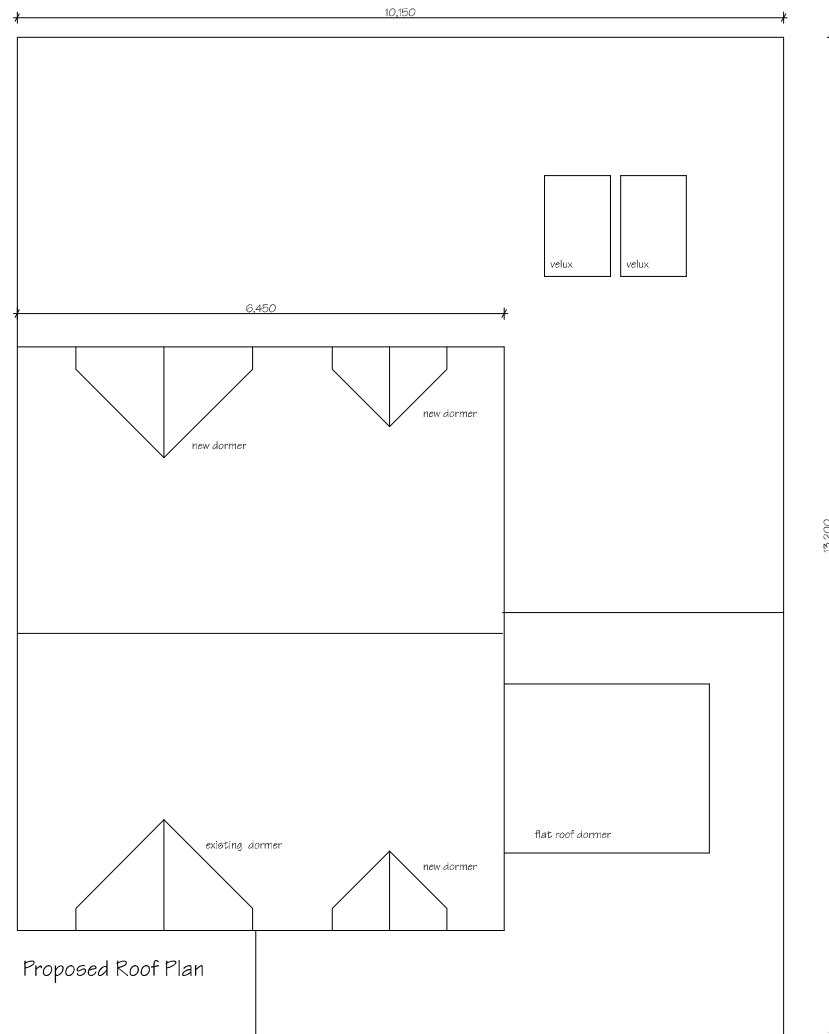 10,150
velux
velux
6,450
new dormer
new dormer
13,200
flat roof dormer
existing dormer
new dormer
Proposed Roof Plan